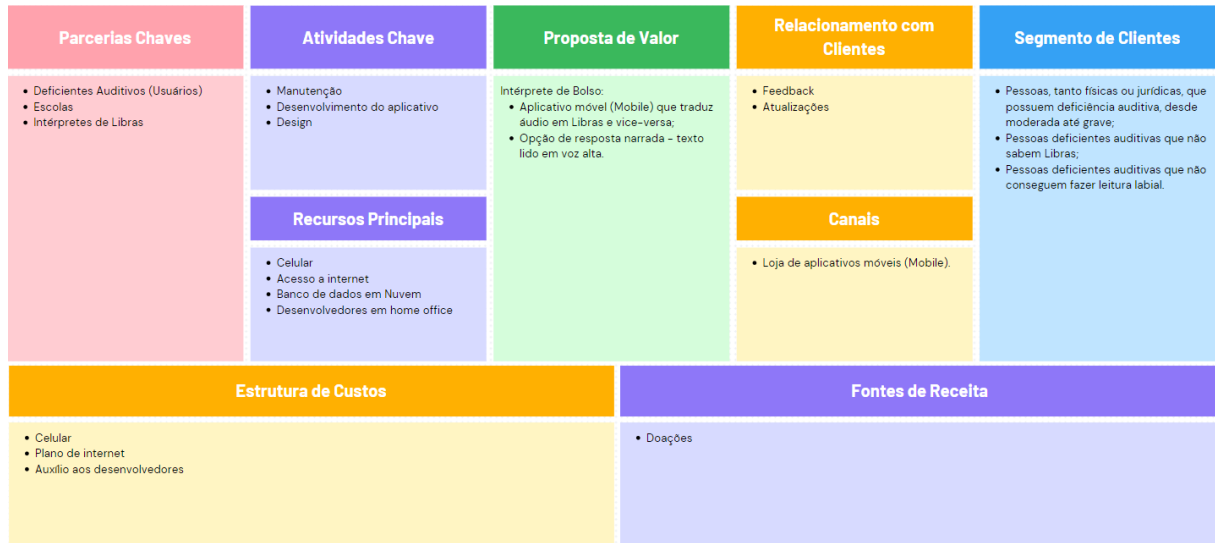 Parcerias Chaves
• Deficientes Auditivos (Usuários)
• Escolas
• Intérpretes de Libras
Atividades Chave
• Manutenção
• Desenvolvimento do aplicativo
• Design
Recursos Principais
• Celular
• Acesso a internet
• Banco de dados em Nuvem
• Desenvolvedores em home office
Proposta de Valor
Intérprete de Bolso:
• Aplicativo móvel (Mobile) que traduz
áudio em Libras e vice-versa;
• Opção de resposta narrada - texto
lido em voz alta.
Relacionamento com
Clientes
• Feedback
• Atualizações
Canais
• Loja de aplicativos móveis (Mobile).
Segmento de Clientes
• Pessoas, tanto físicas ou jurídicas, que
possuem deficiência auditiva, desde
moderada até grave;
• Pessoas deficientes auditivas que não
sabem Libras;
• Pessoas deficientes auditivas que não
conseguem fazer leitura labial.
Estrutura de Custos
• Celular
• Plano de internet
• Auxílio aos desenvolvedores
Fontes de Receita
• Doações